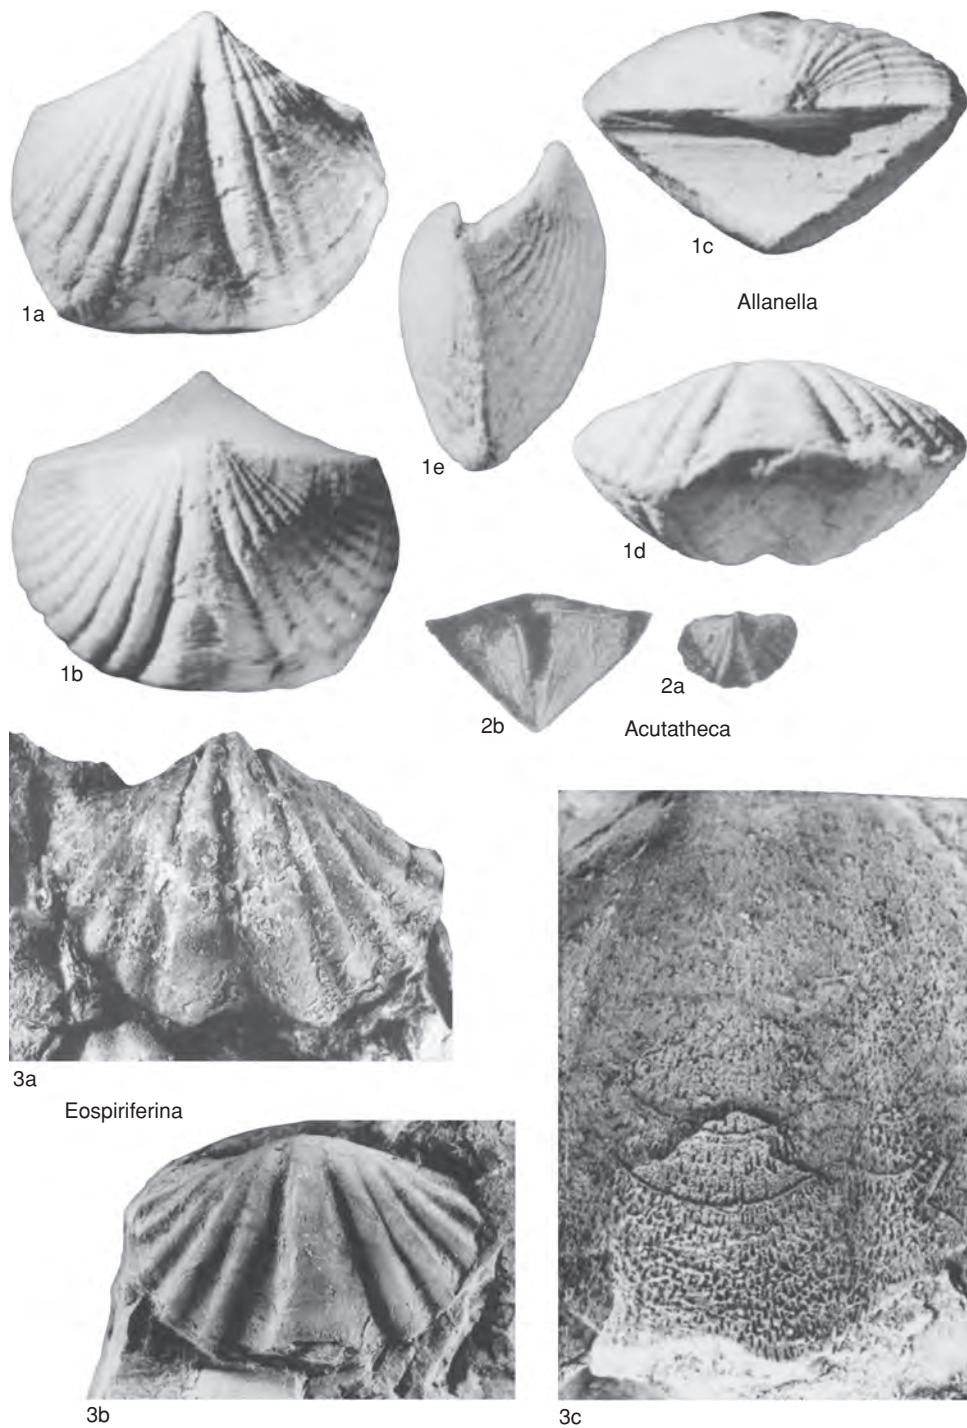 1a
1b
1e
1c
Allanella
1d
2b
2a
Acutatheca
3a
Eospiriferina
3b
3c